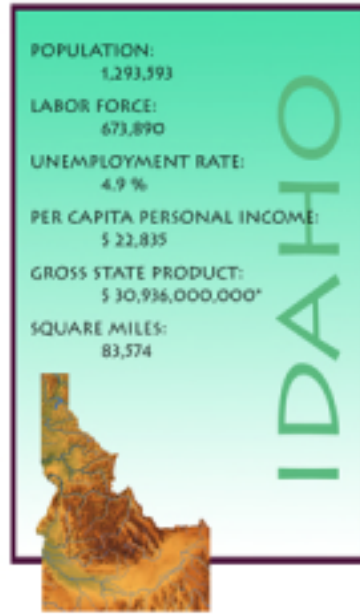 POPULATION:
1,293,593
LABOR FORCE:
673,890
UNEMPLOYMENT RATE:
4.9 %
PER CAPITA PERSONAL INCOME:
$ 22,835
GROSS STATE PRODUCT:
$ 30,936,000,000*
SQUARE MILES:
83,574
IDAHO